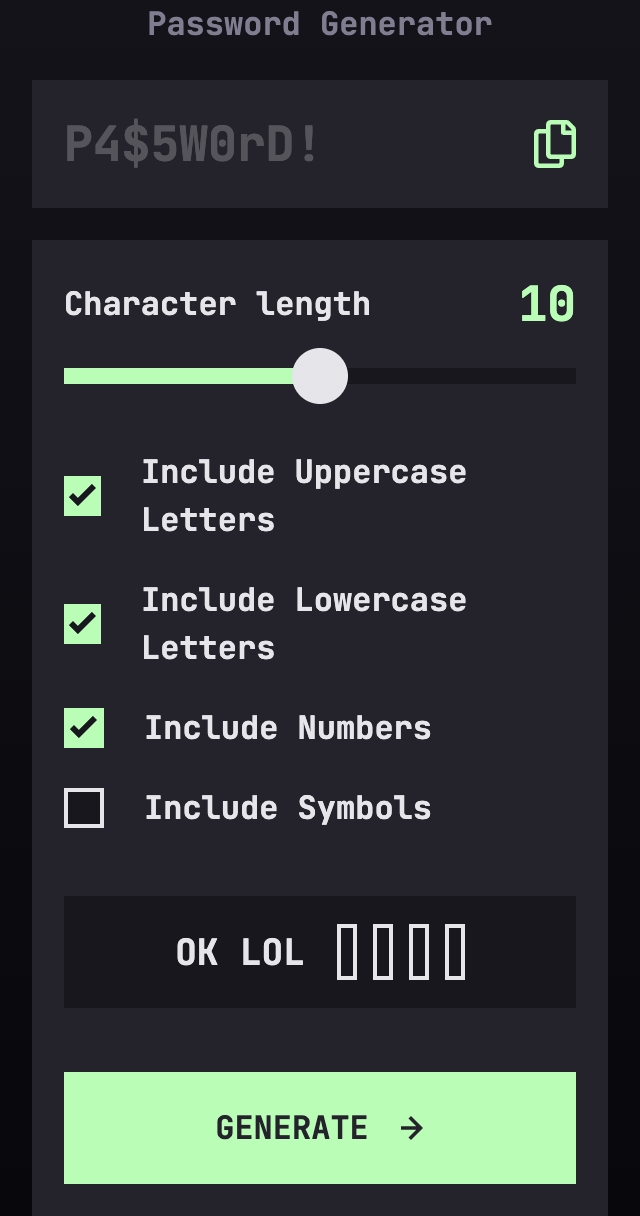 Password Generator
P4$5W0rD!
Character length 10
Include Uppercase
Letters
Include Lowercase
Letters
Include Numbers
Include Symbols
OK LOL
GENERATE →